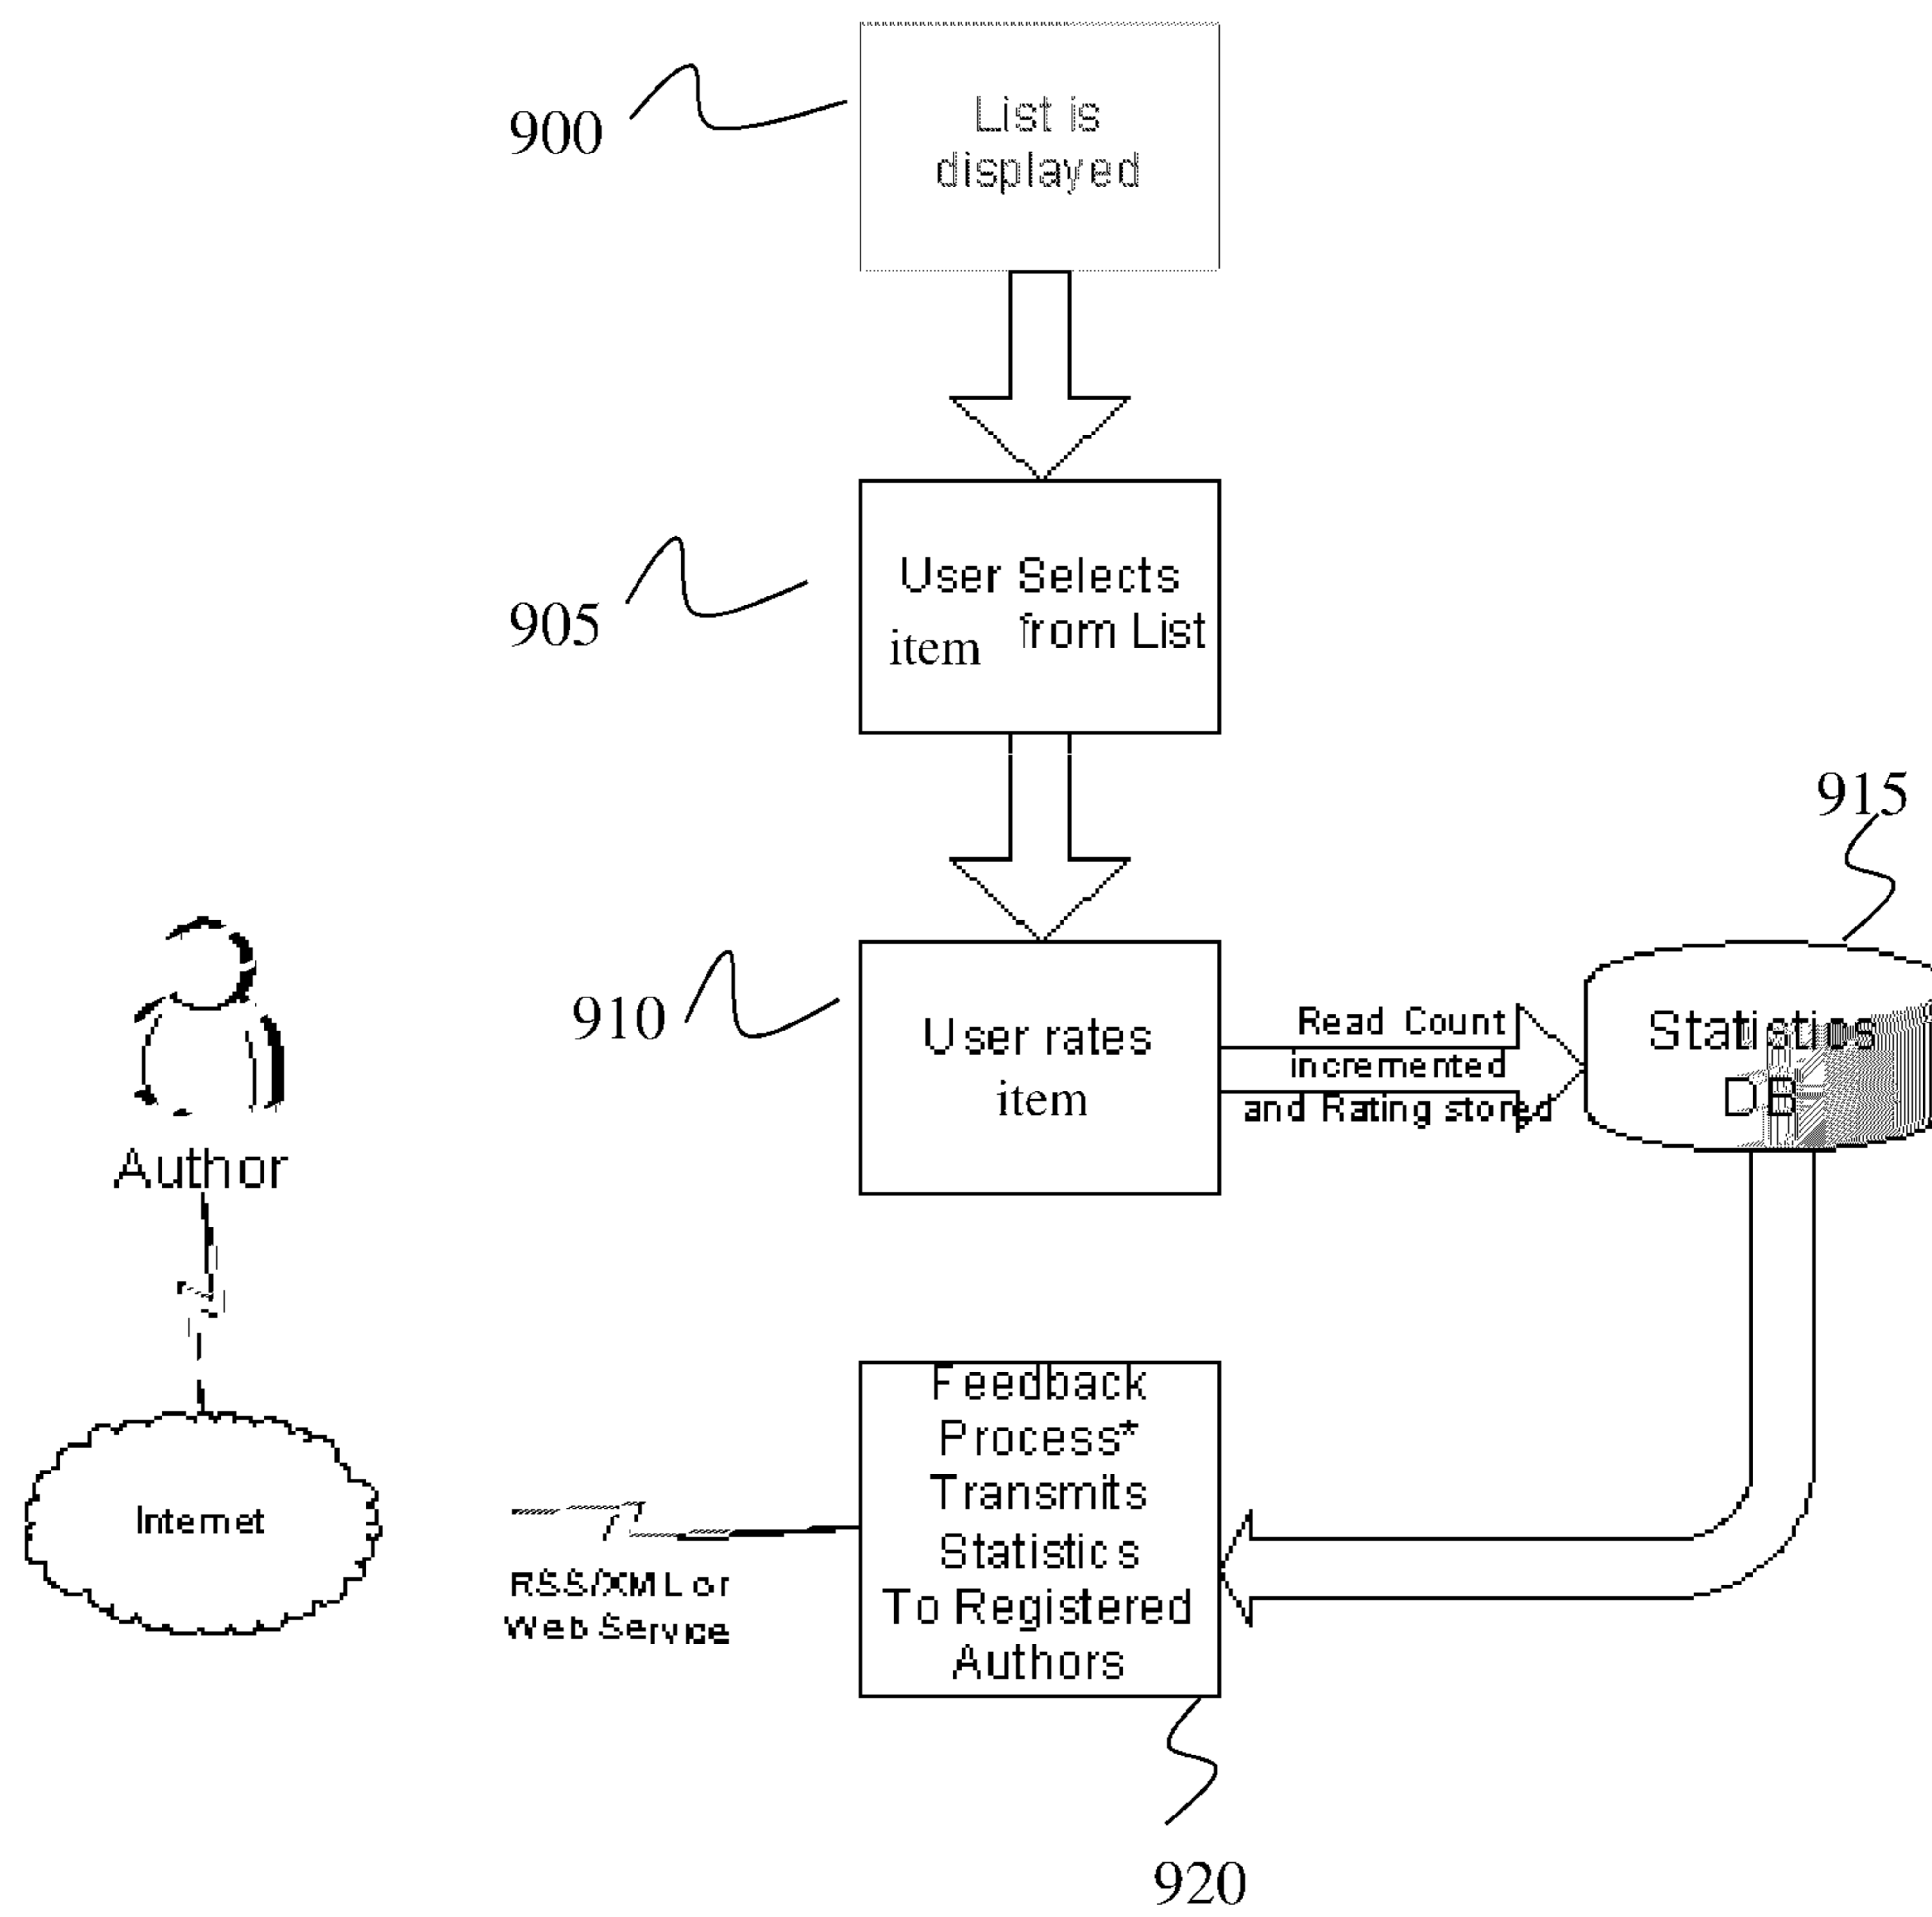 900
List is
displayed
905
User Selects
item from List
915
910
User rates
item
Read Count
incremented
and Rating stored
Statistics
DB
Author
Internet
RSS/XML or
Web Service
Feedback
Process*
Transmits
Statistics
To Registered
Authors
920